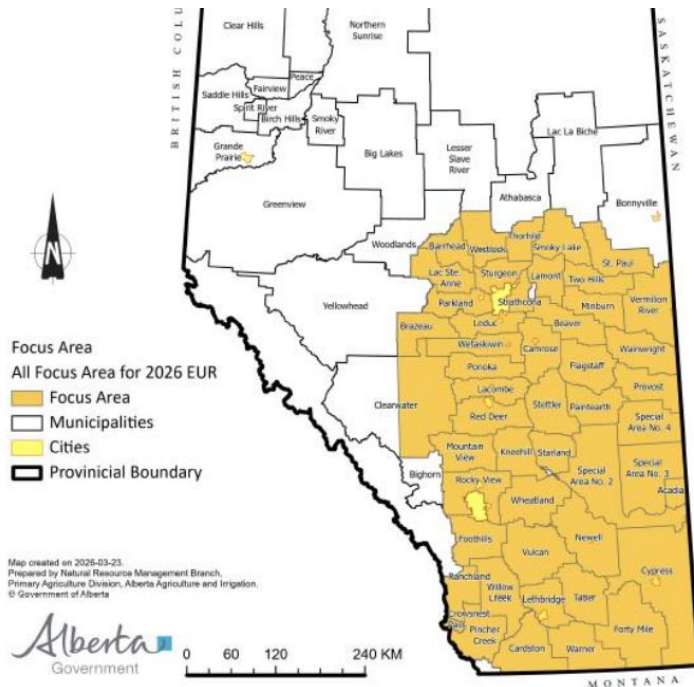 BRITISH COLU
SASKATCHEWAN
Clear Hills
Northern
Sunrise
Peace
Fairview
Saddle Hills
Spirit River
Birch Hills
Smoky
River
Grande
Prairie
Big Lakes
Lesser
Slave
River
Lac La Biche
Athabasca
Bonnyville
Greenview
Woodlands
Barrhead
Westlock
Thorhild
Smoky Lake
St. Paul
Lac Ste.
Anne
Sturgeon
Lamont
Two Hills
Yellowhead
Parkland
Strathcona
Minburn
Vermilion
River
Brazeau
Leduc
Beaver
Wetaskiwin
Camrose
Wainwright
Ponoka
Flagstaff
Clearwater
Lacombe
Stettler
Provost
Red Deer
Paintearth
Special
Area No. 4
Mountain
View
Kneehill
Starland
Bighorn
Rocky View
Special
Area No. 2
Special
Area No. 3
Acadia
Wheatland
Foothills
Newell
Vulcan
Cypress
Ranchland
Willow
Creek
Lethbridge
Taber
Crowsnest
Pass
Pincher
Creek
Forty Mile
Cardston
Warner
MONTANA
N
Focus Area
All Focus Area for 2026 EUR
Focus Area
Municipalities
Cities
Provinicial Boundary
Map created on 2026-03-23.
Prepared by Natural Resource Management Branch,
Primary Agriculture Division, Alberta Agriculture and Irrigation.
© Government of Alberta
Alberta
Government
0 40 80 160 240 KM